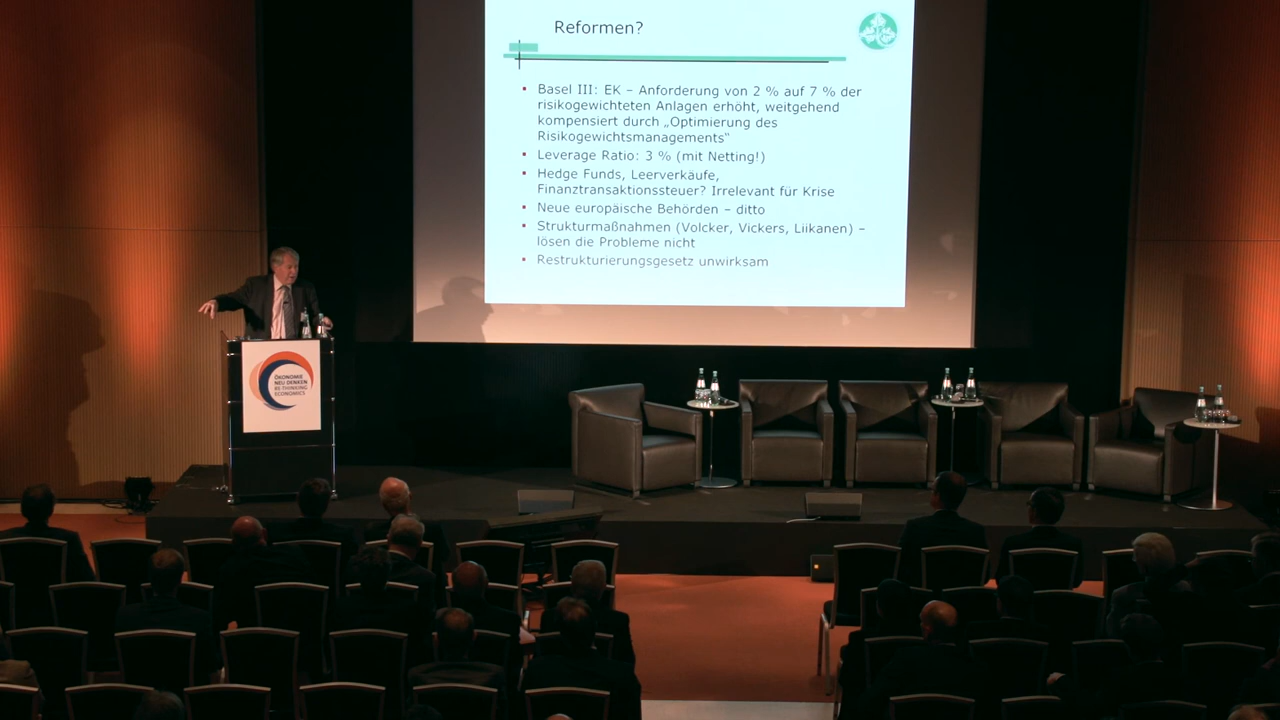 Reformen?
Basel III: EK – Anforderung von 2 % auf 7 % der
risikogewichteten Anlagen erhöht, weitgehend
kompensiert durch „Optimierung des
Risikogewichtsmanagements“
Leverage Ratio: 3 % (mit Netting!)
Hedge Funds, Leerverkäufe,
Finanztransaktionssteuer? Irrelevant für Krise
Neue europäische Behörden – ditto
Strukturmaßnahmen (Volcker, Vickers, Liikanen) –
lösen die Probleme nicht
Restrukturierungsgesetz unwirksam
ÖKONOMIE
NEU DENKEN
RE-THINKING
ECONOMICS